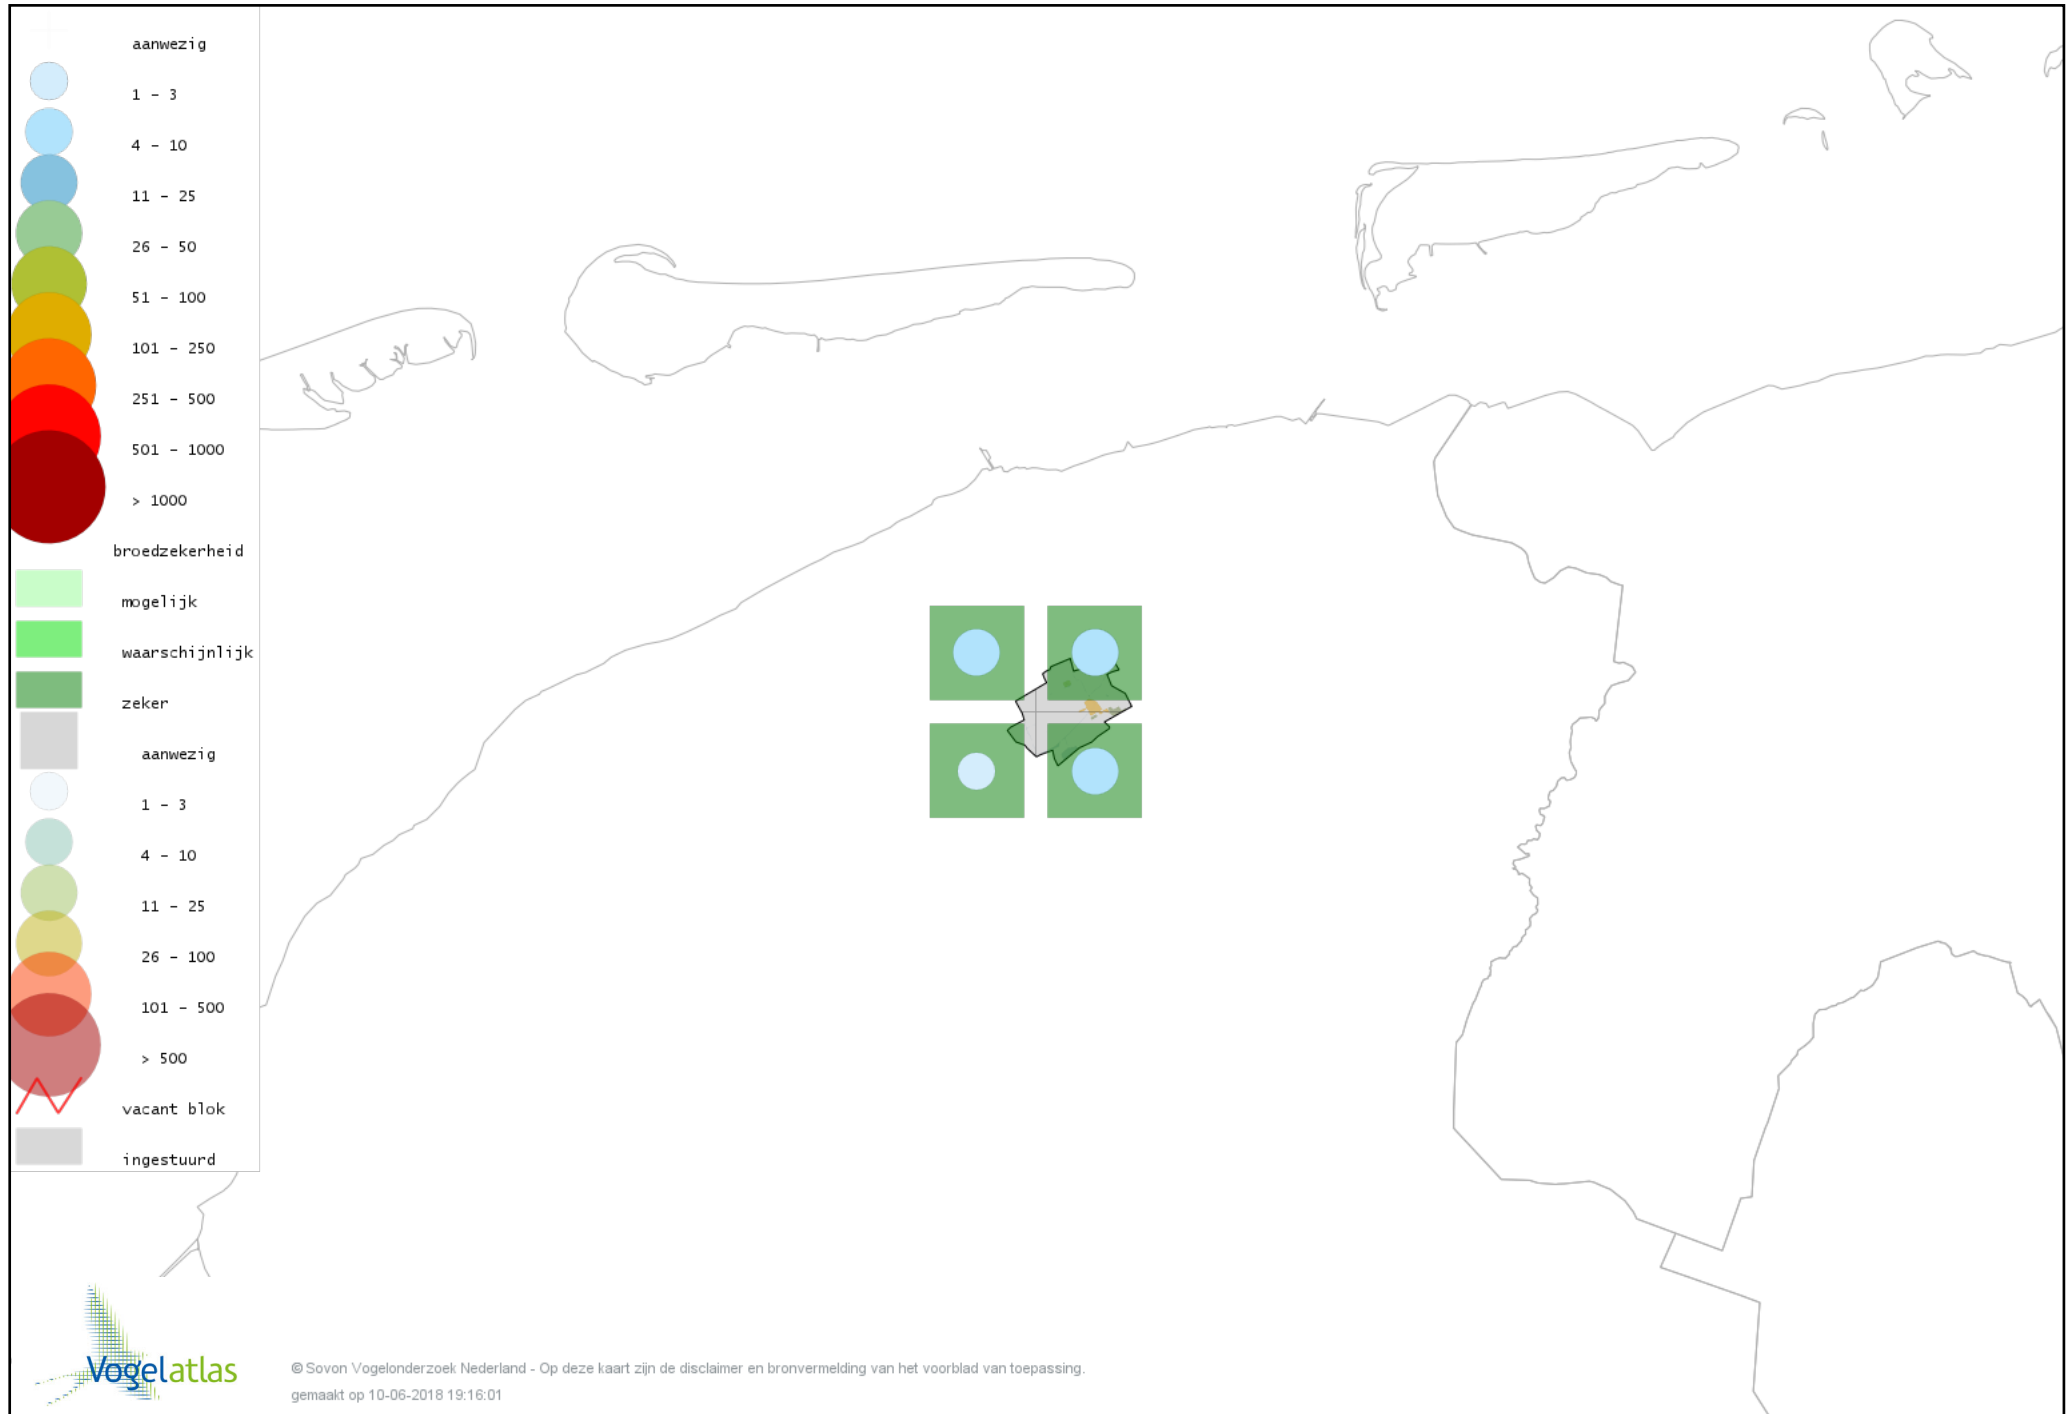 aanwezig
1 - 3
4 - 10
11 - 25
26 - 50
51 - 100
101 - 250
251 - 500
501 - 1000
> 1000
broedzekerheid
mogelijk
waarschijnlijk
zeker
aanwezig
1 - 3
4 - 10
11 - 25
26 - 100
101 - 500
> 500
vacant blok
ingestuurd
Vogelatlas
© Sovon Vogelonderzoek Nederland - Op deze kaart zijn de disclaimer en bronvermelding van het voorblad van toepassing.
gemaakt op 10-06-2018 19:16:01